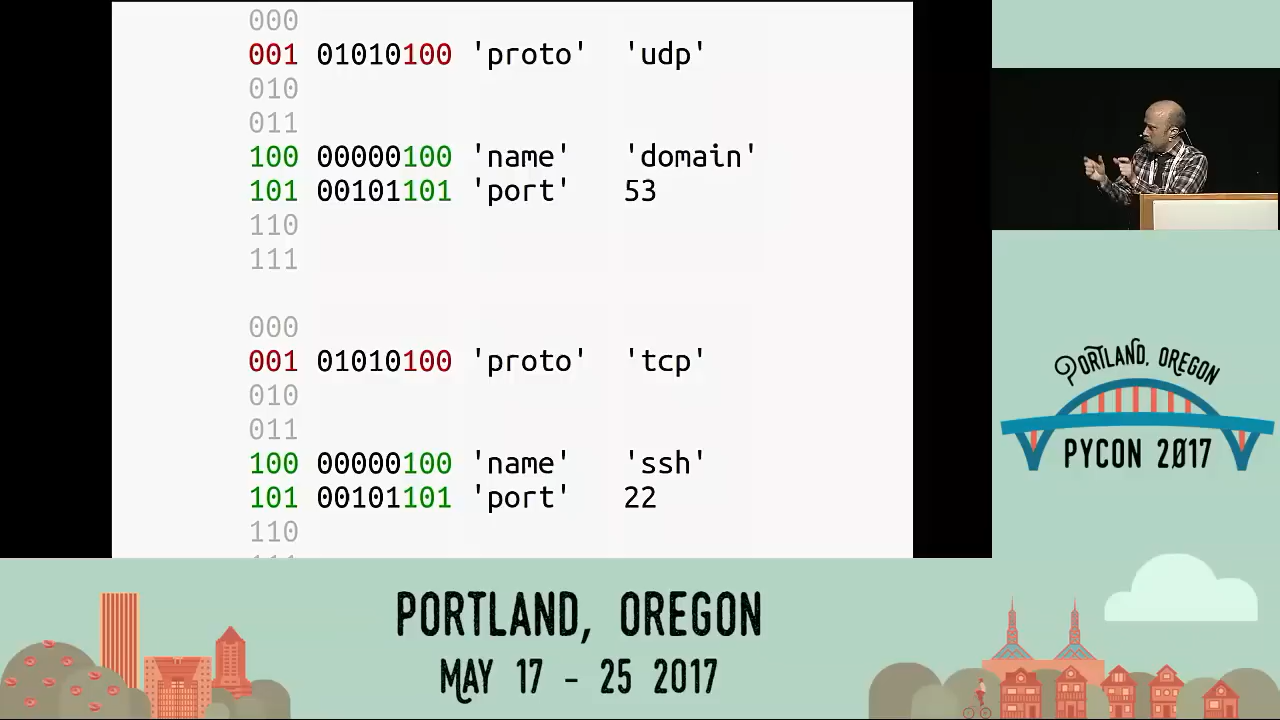 000
001 01010100 'proto' 'udp'
010
011
100 00000100 'name' 'domain'
101 00101101 'port' 53
110
111
000
001 01010100 'proto' 'tcp'
010
011
100 00000100 'name' 'ssh'
101 00101101 'port' 22
110
PORTLAND, OREGON
PYCON 2017
PORTLAND, OREGON
MAY 17 - 25 2017